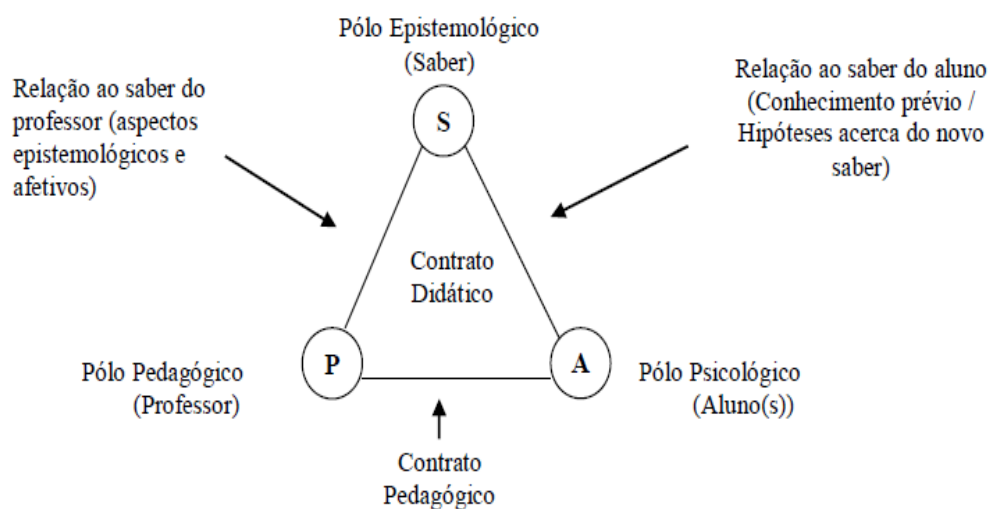 Pólo Epistemológico
(Saber)
Relação ao saber do
professor (aspectos
epistemológicos e
afetivos)
Relação ao saber do aluno
(Conhecimento prévio /
Hipóteses acerca do novo
saber)
S
Contrato
Didático
P
A
Pólo Pedagógico
(Professor)
Pólo Psicológico
(Aluno(s))
Contrato
Pedagógico